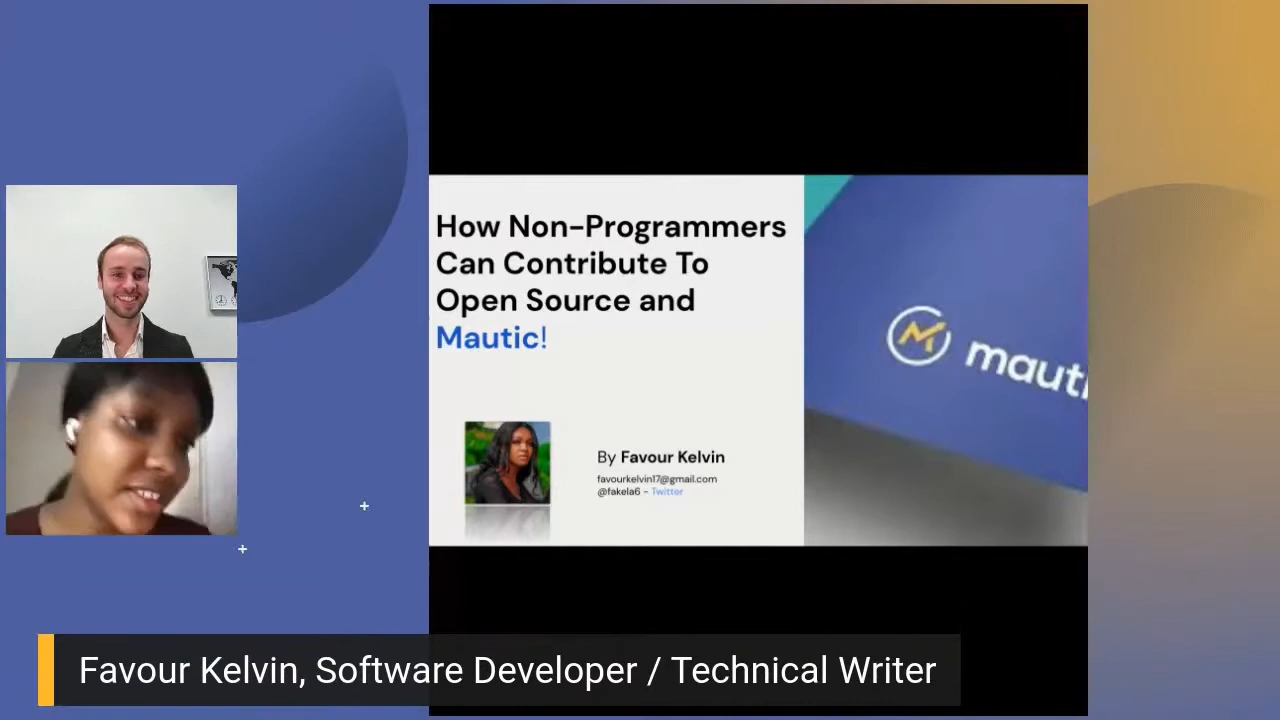 How Non-Programmers
Can Contribute To
Open Source and
Mautic!
By Favour Kelvin
favourkelvin17@gmail.com
@fakela6 - Twitter
mauti
Favour Kelvin, Software Developer / Technical Writer